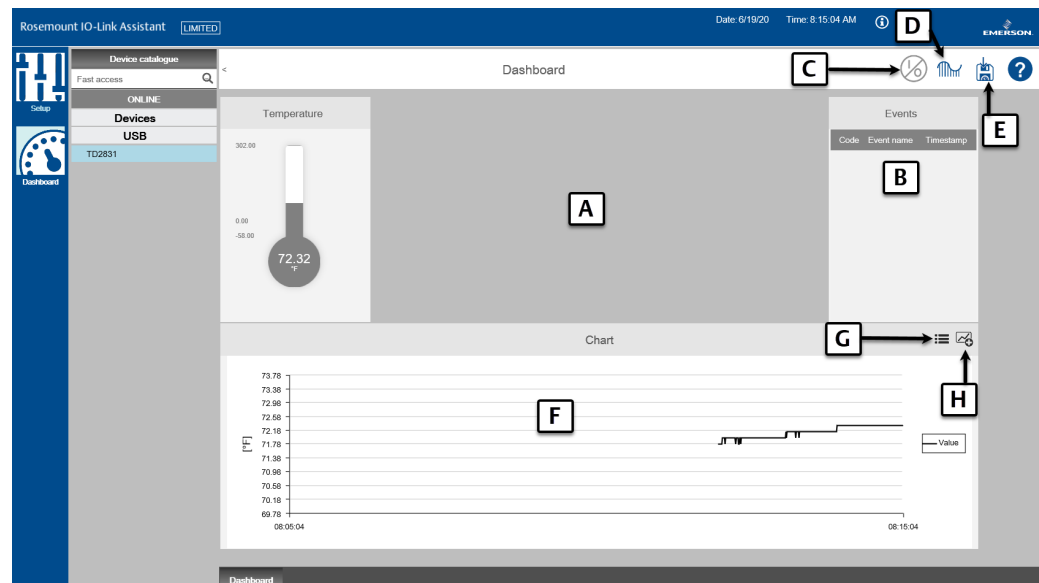 Rosemount IO-Link Assistant LIMITED
Date: 6/19/20 Time: 8:15:04 AM
EMERSON.
D
Setup
Dashboard
Device catalogue
Fast access
ONLINE
Devices
USB
TD2831
<
Dashboard
C
?
E
Temperature
302.00
0.00
-58.00
72.32
°F
A
Events
Code Event name Timestamp
B
Chart
G
H
F
73.78
73.38
72.98
72.58
72.18
71.78
71.38
70.98
70.58
70.18
69.78
[°F]
08:05:04
08:15:04
Value
Dashboard